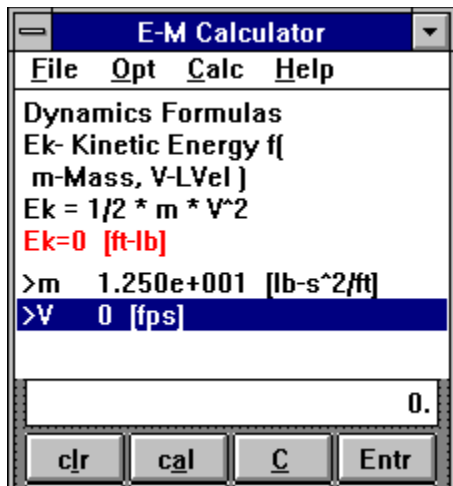 E-M Calculator
File Opt Calc Help
Dynamics Formulas
Ek- Kinetic Energy f(
m-Mass, V-LVel )
Ek = 1/2 * m * V^2
Ek=0 [ft-lb]
>m 1.250e+001 [lb-s^2/ft]
>V 0 [fps]
0.
clr cal C Entr